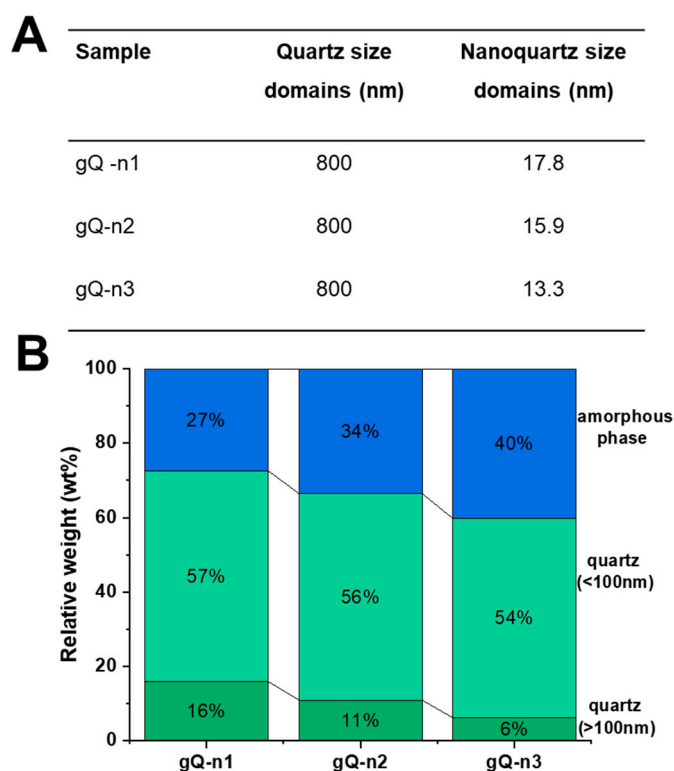 A
Sample Quartz size Nanoquartz size
domains (nm) domains (nm)
gQ -n1 800 17.8
gQ-n2 800 15.9
gQ-n3 800 13.3
B
Relative weight (wt%)
100
80
60
40
20
0
27% 34% 40%
57% 56% 54%
16% 11% 6%
amorphous
phase
quartz
(<100nm)
quartz
(>100nm)
gQ-n1 gQ-n2 gQ-n3